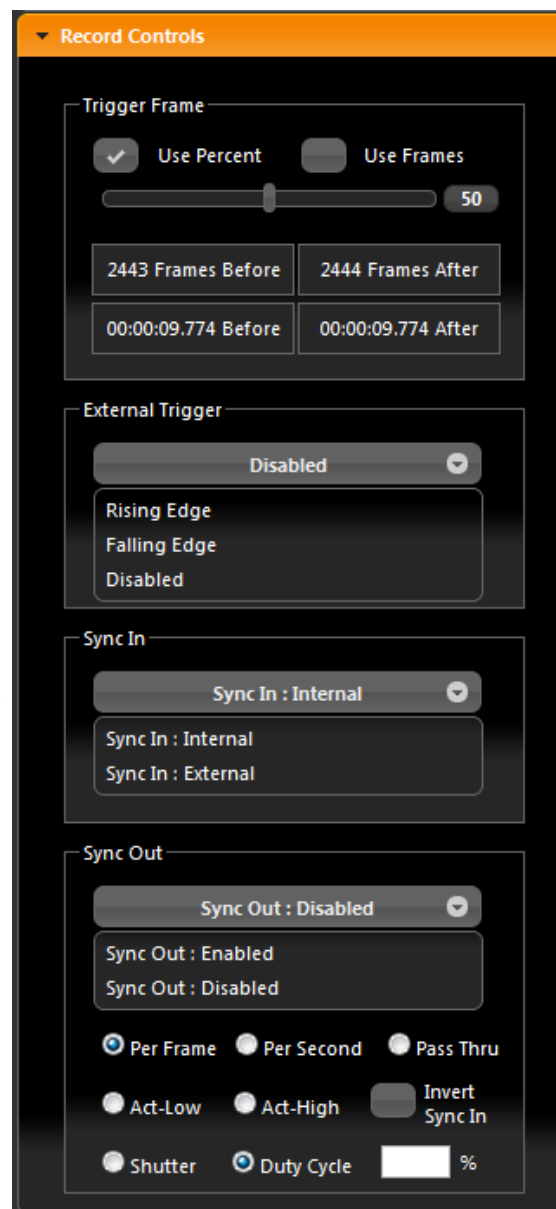 Record Controls
Trigger Frame
Use Percent Use Frames
50
2443 Frames Before 2444 Frames After
00:00:09.774 Before 00:00:09.774 After
External Trigger
Disabled
Rising Edge
Falling Edge
Disabled
Sync In
Sync In : Internal
Sync In : Internal
Sync In : External
Sync Out
Sync Out : Disabled
Sync Out : Enabled
Sync Out : Disabled
Per Frame Per Second Pass Thru
Act-Low Act-High Invert
Sync In
Shutter Duty Cycle %